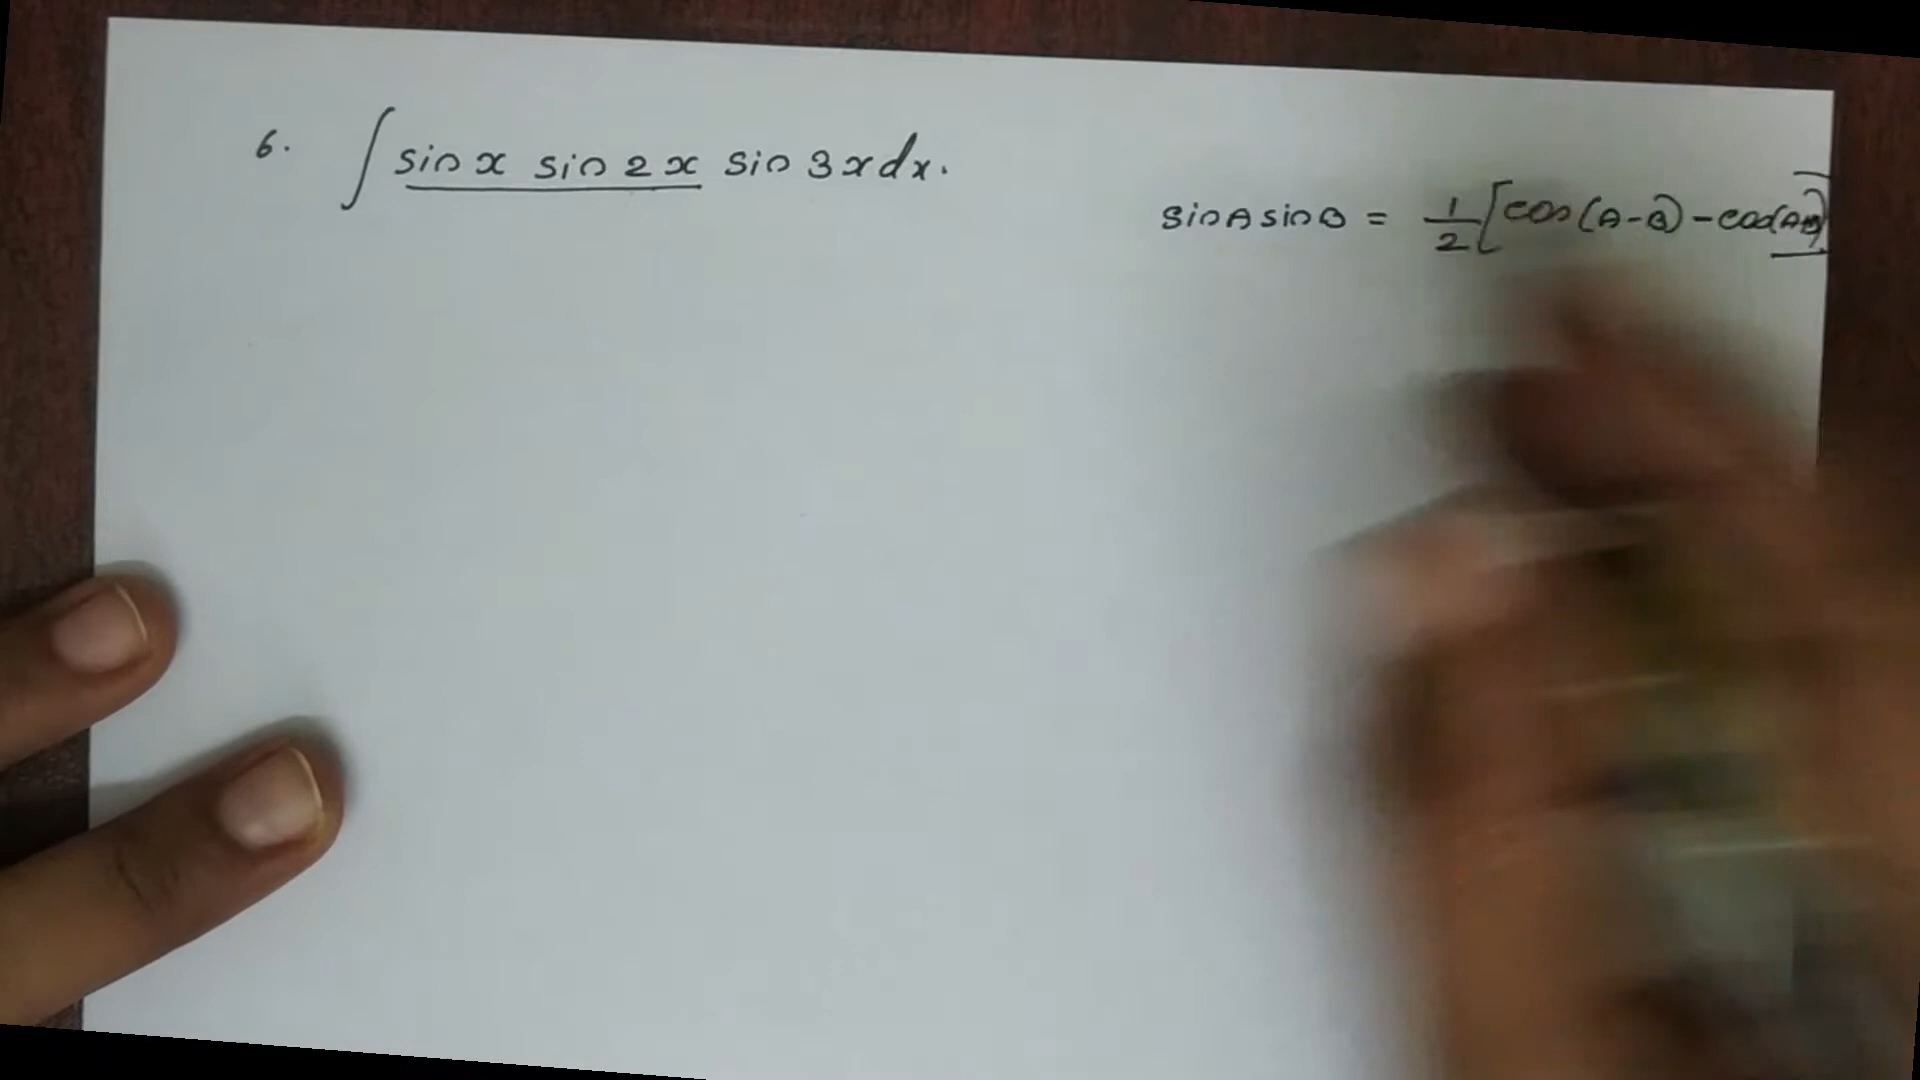 6. ∫ sin x sin 2x sin 3x dx.
sin A sin B = 1/2 [cos(A-B) - cos(A+B)